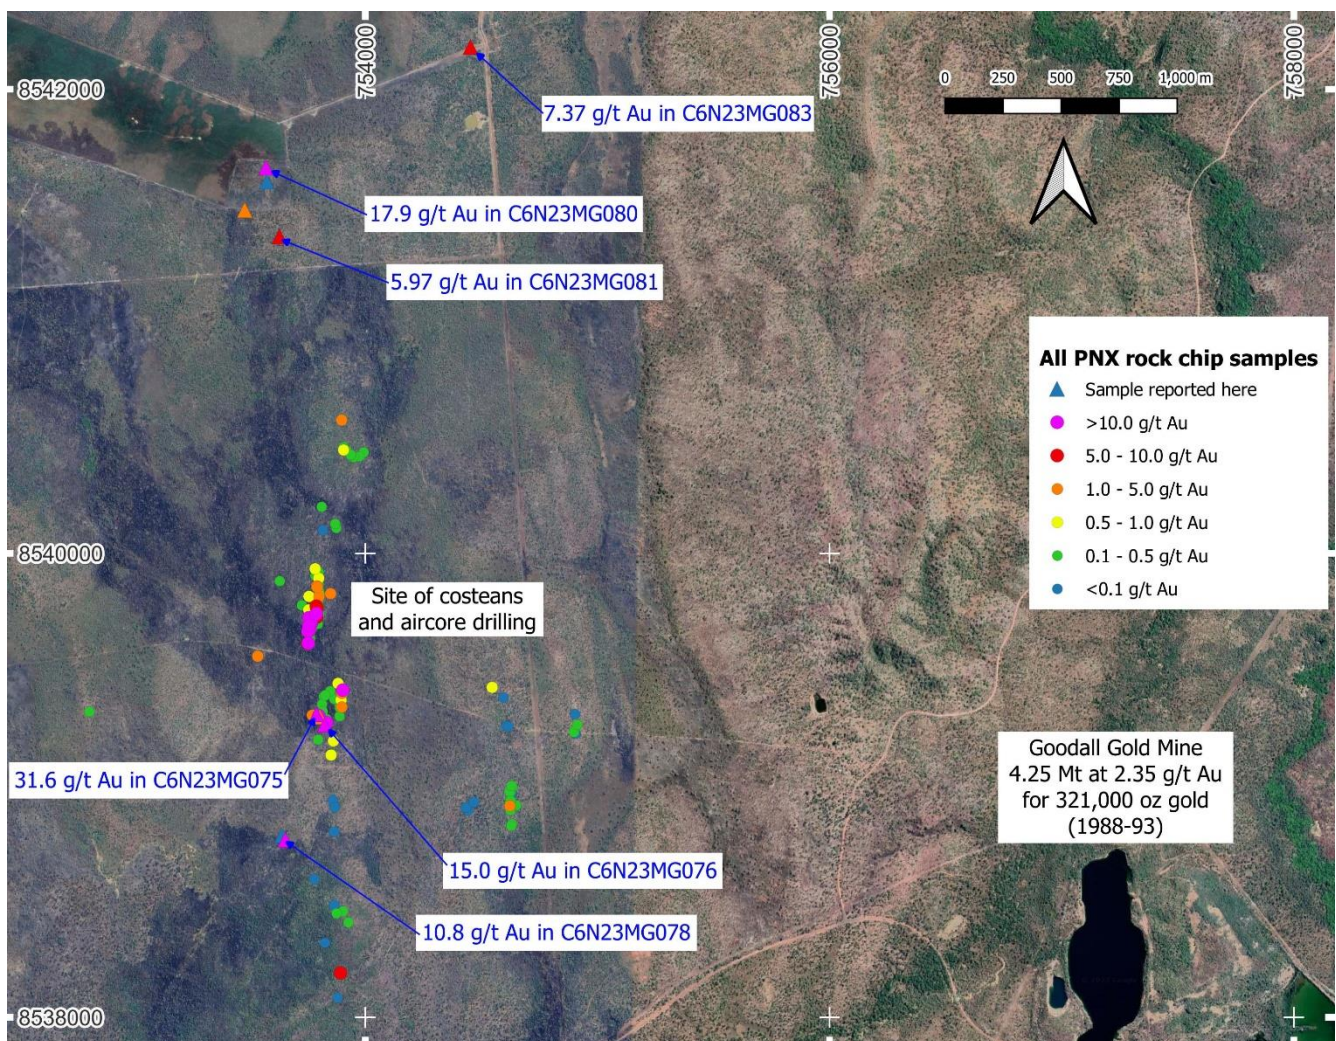 754000
756000
758000
8542000
0 250 500 750 1,000 m
7.37 g/t Au in C6N23MG083
17.9 g/t Au in C6N23MG080
5.97 g/t Au in C6N23MG081
All PNX rock chip samples
Sample reported here
>10.0 g/t Au
5.0 - 10.0 g/t Au
1.0 - 5.0 g/t Au
0.5 - 1.0 g/t Au
0.1 - 0.5 g/t Au
<0.1 g/t Au
8540000
Site of costeans
and aircore drilling
31.6 g/t Au in C6N23MG075
Goodall Gold Mine
4.25 Mt at 2.35 g/t Au
for 321,000 oz gold
(1988-93)
15.0 g/t Au in C6N23MG076
10.8 g/t Au in C6N23MG078
8538000